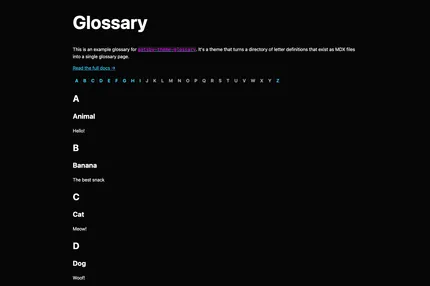 Glossary
This is an example glossary for gatsby-theme-glossary. It's a theme that turns a directory of letter definitions that exist as MDX files
into a single glossary page.
Read the full docs →
A B C D E F G H I J K L M N O P Q R S T U V W X Y Z
A
Animal
Hello!
B
Banana
The best snack
C
Cat
Meow!
D
Dog
Woof!